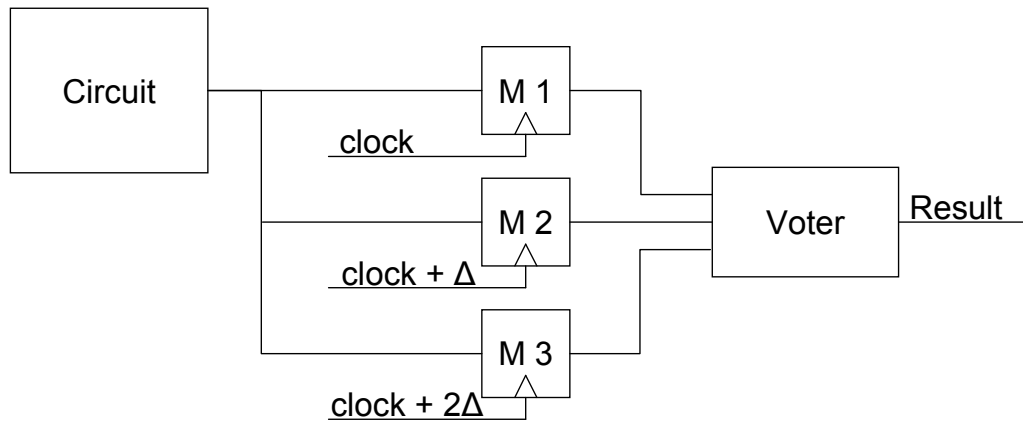 Circuit
M 1
clock
M 2
clock + Δ
M 3
clock + 2Δ
Voter
Result